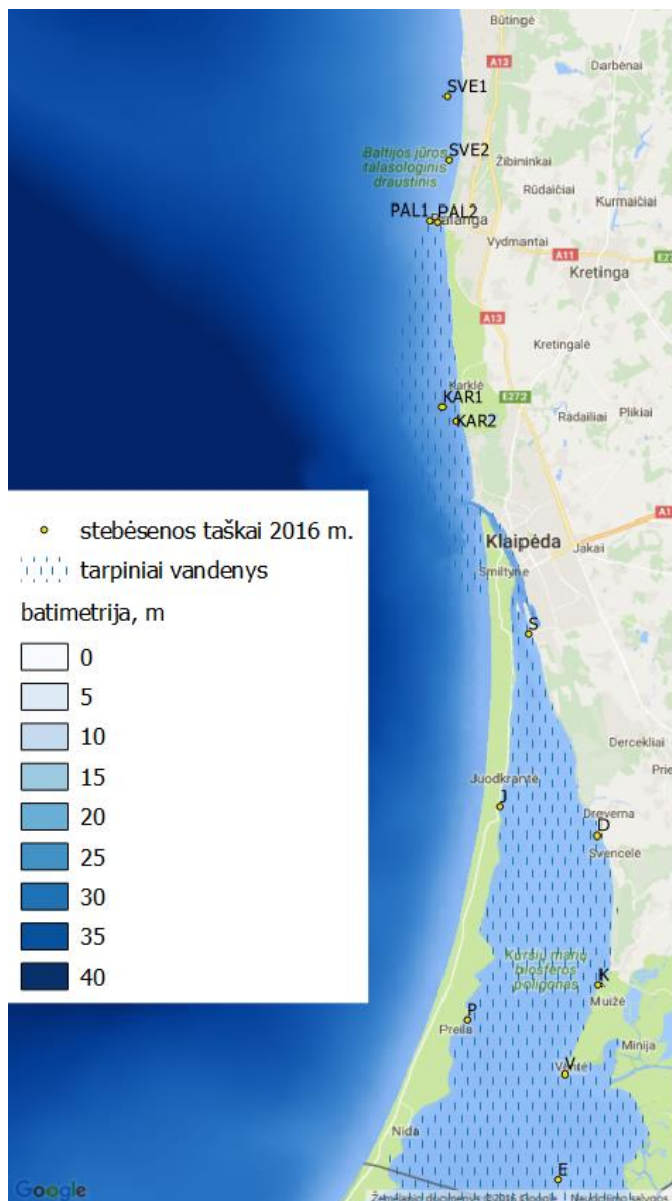 Būtingė
A13
Darbėnai
SVE1
SVE2
Baltijos jūros
talasologinis
draustinis
Žibininkai
Rūdaičiai
Kurmaičiai
PAL1
PAL2
Vydmantai
A11
Kretinga
A13
Kretingalė
Karklė
E272
KAR1
KAR2
Radailiai
Plikiai
stebėsenos taškai 2016 m.
tarpiniai vandenys
batimetrija, m
0
5
10
15
20
25
30
35
40
Klaipėda
Jakai
Smiltynė
S
Dercekliai
Juodkrantė
J
Dreverna
D
Svencelė
Kuršių marių
biosferos
poligonas
K
Muižė
P
Preila
Minija
V
Ventė
Nida
E
Google